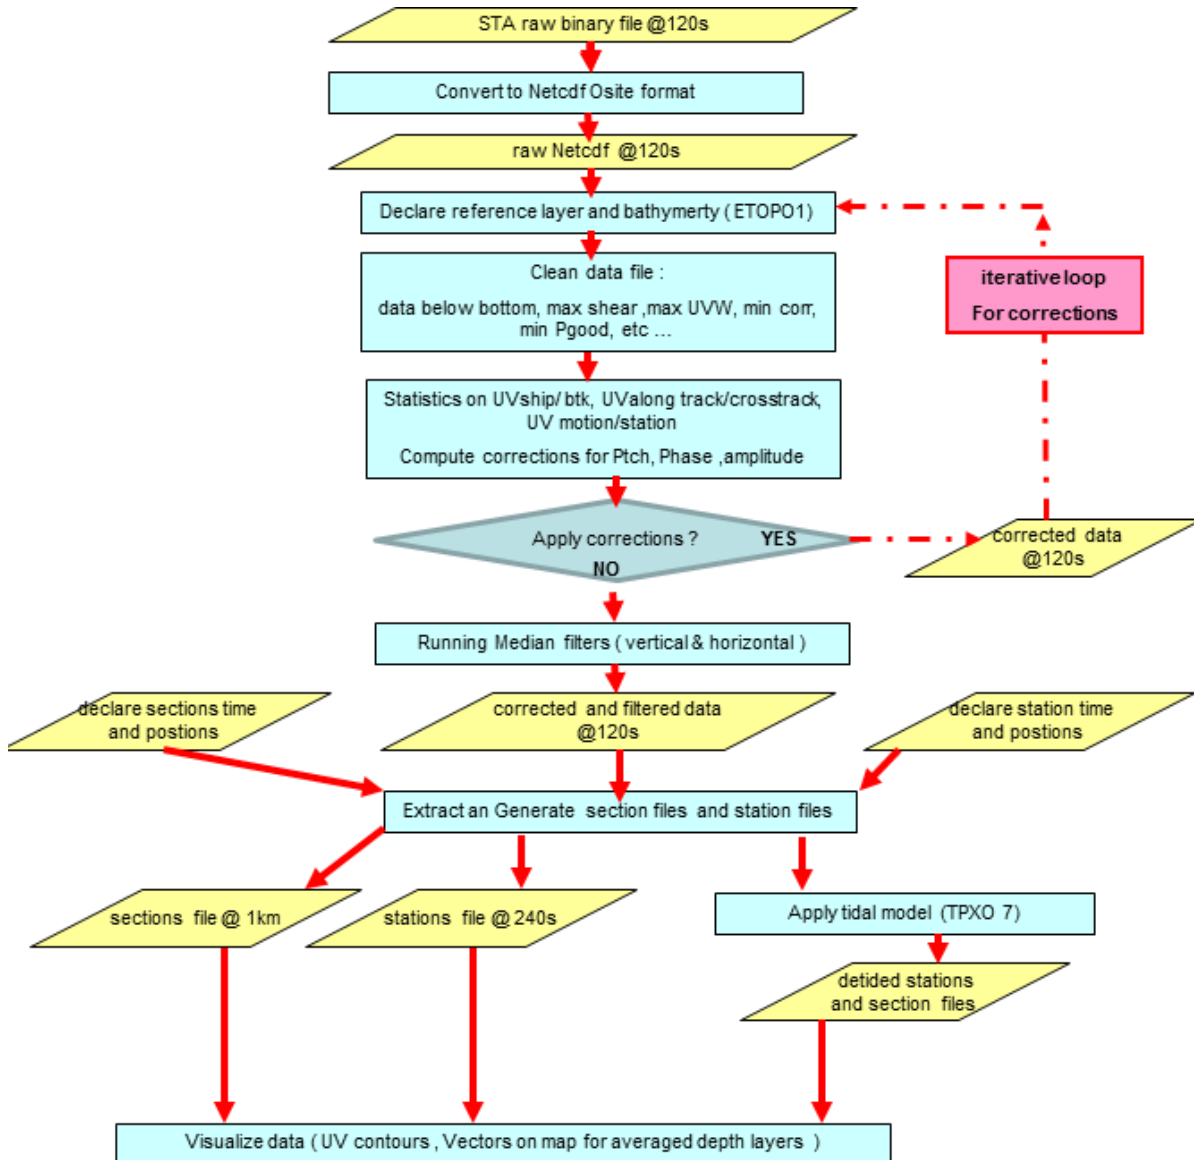 STA raw binary file @120s
Convert to Netcdf Osite format
raw Netcdf @120s
Declare reference layer and bathymerty ( ETOPO1)
Clean data file :
data below bottom, max shear ,max UVW, min corr,
min Pgood, etc ...
iterative loop
For corrections
Statistics on UVship/ btk, UValong track/crosstrack,
UV motion/station
Compute corrections for Ptch, Phase ,amplitude
Apply corrections ?
YES
NO
corrected data
@120s
Running Median filters ( vertical & horizontal )
declare sections time
and postions
corrected and filtered data
@120s
declare station time
and postions
Extract an Generate section files and station files
sections file @ 1km
stations file @ 240s
Apply tidal model (TPXO 7)
detided stations
and section files
Visualize data ( UV contours , Vectors on map for averaged depth layers )